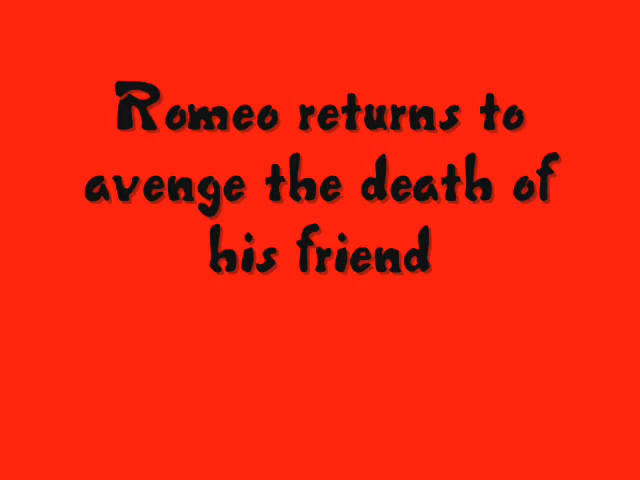 Romeo returns to
avenge the death of
his friend